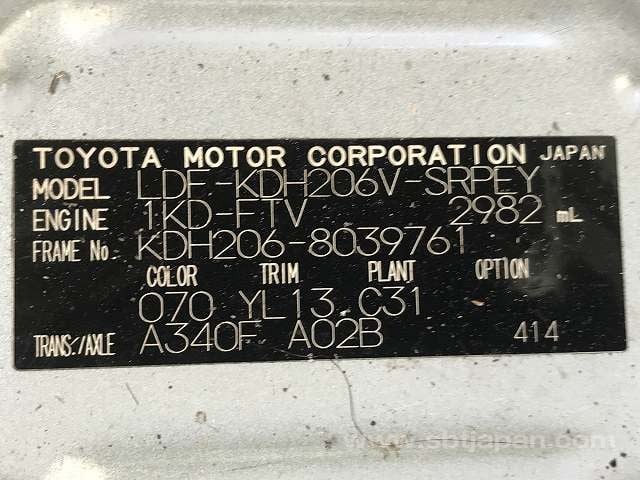 TOYOTA MOTOR CORPORATION JAPAN
MODEL LDF-KDH206V-SRPEY
ENGINE 1KD-FTV 2982 mL
FRAME No. KDH206-8039761
COLOR TRIM PLANT OPTION
070 YL13 C31
TRANS./AXLE A340F A02B 414
www.sbtjapan.com